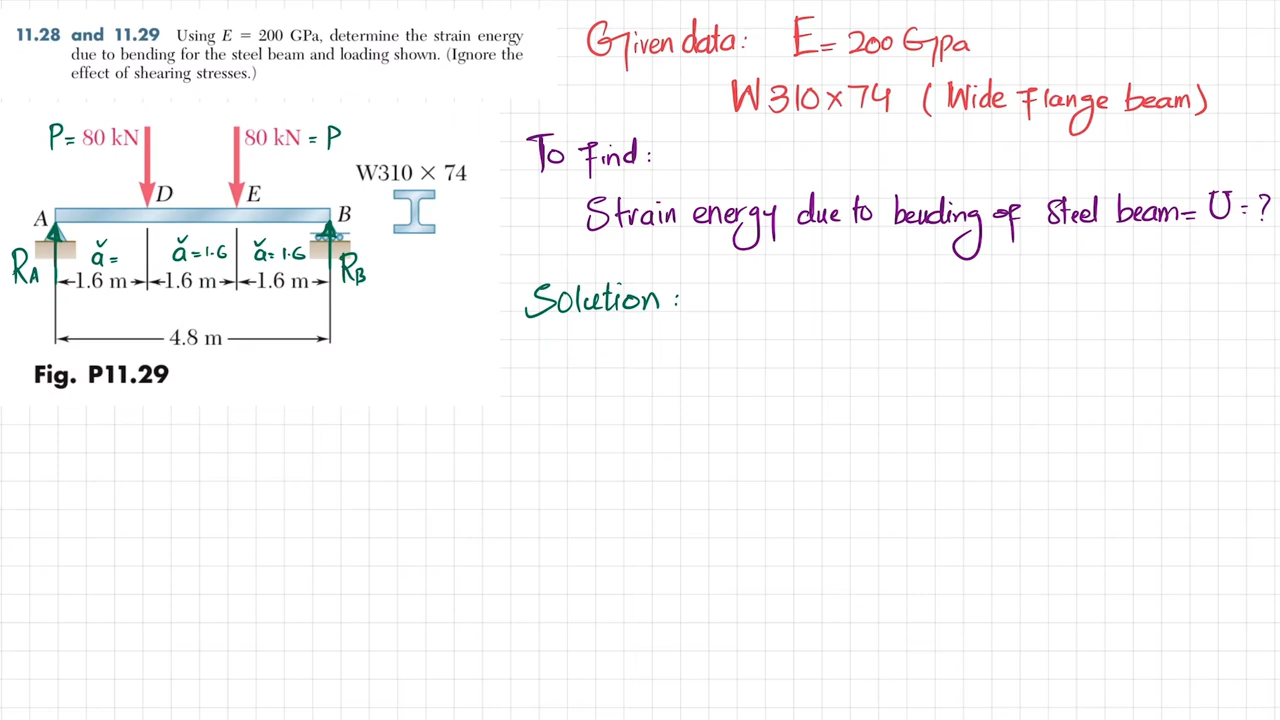 11.28 and 11.29 Using E = 200 GPa, determine the strain energy
due to bending for the steel beam and loading shown. (Ignore the
effect of shearing stresses.)
Given data: E = 200 Gpa
W310×74 (Wide flange beam)
To find:
Strain energy due to bending of steel beam = U = ?
Solution:
P = 80 kN
80 kN = P
W310 × 74
D
E
A
B
RA
a =
a = 1.6
a = 1.6
RB
1.6 m
1.6 m
1.6 m
4.8 m
Fig. P11.29